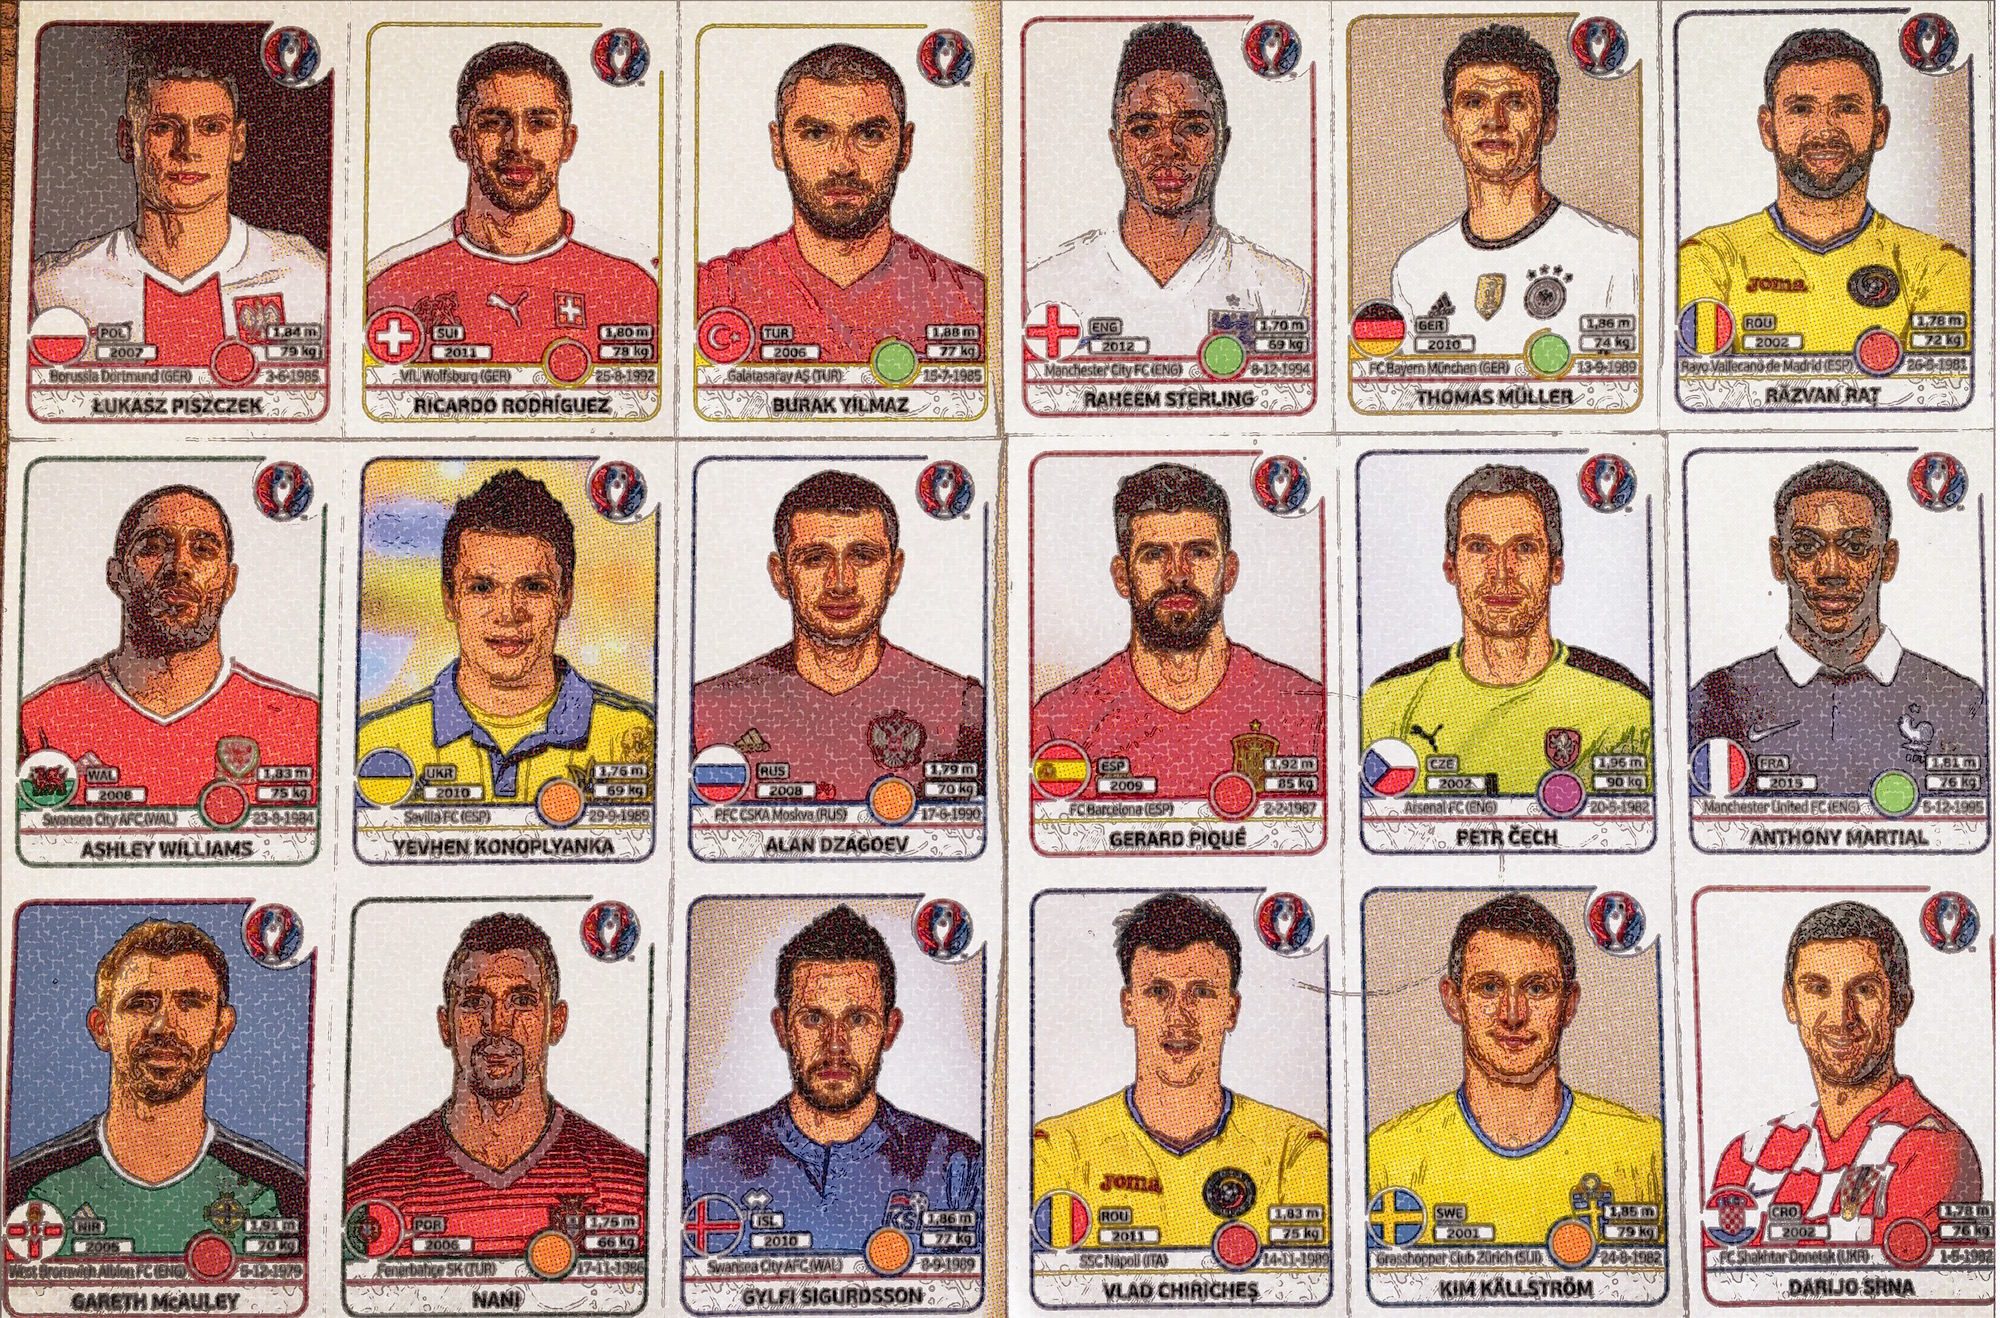 POL
1,84 m
2007
79 kg
Borussia Dortmund (GER)
3-6-1985
ŁUKASZ PISZCZEK
SUI
1,80 m
2011
78 kg
VfL Wolfsburg (GER)
25-8-1992
RICARDO RODRÍGUEZ
TUR
1,88 m
2006
77 kg
Galatasaray AŞ (TUR)
15-7-1985
BURAK YILMAZ
ENG
1,70 m
2012
69 kg
Manchester City FC (ENG)
8-12-1994
RAHEEM STERLING
GER
1,86 m
2010
74 kg
FC Bayern München (GER)
13-9-1989
THOMAS MÜLLER
Joma
ROU
1,78 m
2002
72 kg
Rayo Vallecano de Madrid (ESP)
26-5-1981
RĂZVAN RAȚ
WAL
1,83 m
2008
75 kg
Swansea City AFC (WAL)
23-8-1984
ASHLEY WILLIAMS
UKR
1,76 m
2010
69 kg
Sevilla FC (ESP)
29-9-1989
YEVHEN KONOPLYANKA
RUS
1,79 m
2008
70 kg
PFC CSKA Moskva (RUS)
17-6-1990
ALAN DZAGOEV
ESP
1,92 m
2009
85 kg
FC Barcelona (ESP)
2-2-1987
GERARD PIQUÉ
CZE
1,96 m
2002
90 kg
Arsenal FC (ENG)
20-5-1982
PETR ČECH
FRA
1,81 m
2015
76 kg
Manchester United FC (ENG)
5-12-1995
ANTHONY MARTIAL
NIR
1,91 m
2005
70 kg
West Bromwich Albion FC (ENG)
5-12-1979
GARETH McAULEY
POR
1,75 m
2006
66 kg
Fenerbahçe SK (TUR)
17-11-1986
NANI
KSÍ
ISL
1,86 m
2010
77 kg
Swansea City AFC (WAL)
8-9-1989
GYLFI SIGURDSSON
Joma
ROU
1,83 m
2011
75 kg
SSC Napoli (ITA)
14-11-1989
VLAD CHIRICHEȘ
SWE
1,85 m
2001
79 kg
Grasshopper Club Zürich (SUI)
24-8-1982
KIM KÄLLSTRÖM
CRO
1,78 m
2002
76 kg
FC Shakhtar Donetsk (UKR)
1-5-1982
DARIJO SRNA